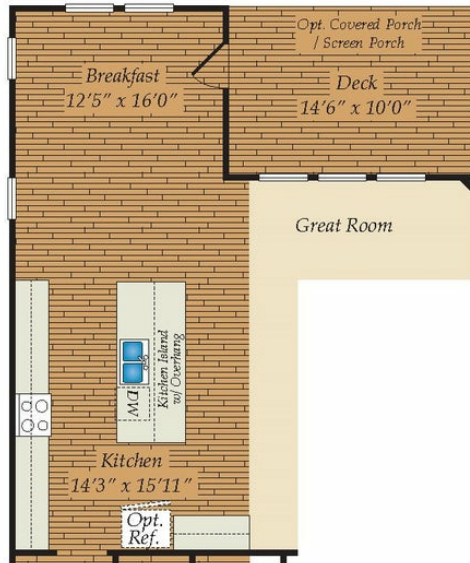 Opt. Covered Porch
/ Screen Porch
Breakfast
12'5" x 16'0"
Deck
14'6" x 10'0"
Great Room
Kitchen Island
w/ Overhang
DW
Kitchen
14'3" x 15'11"
Opt.
Ref.